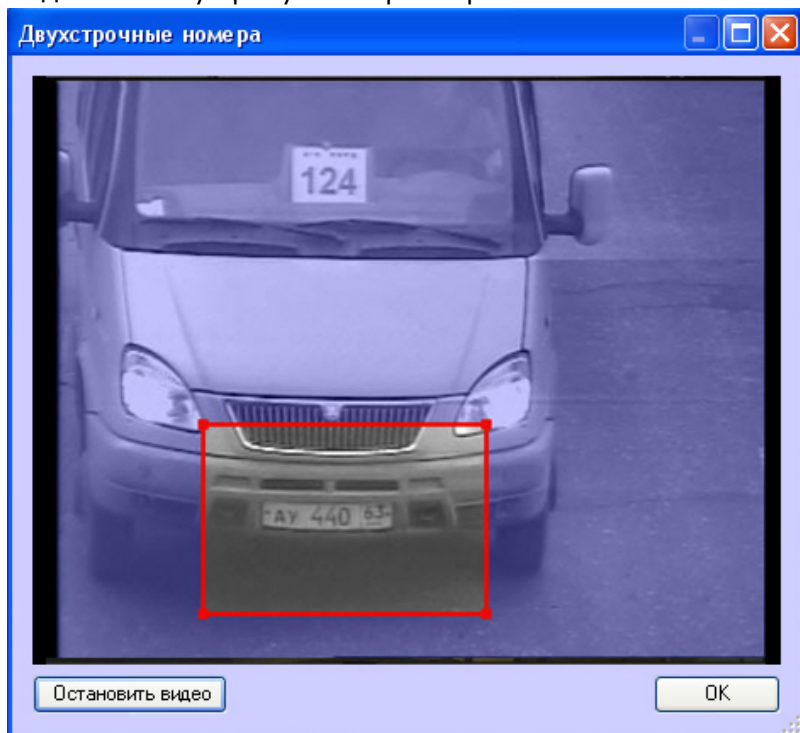 Двухстрочные номера
124
АУ 440 63
Остановить видео
OK